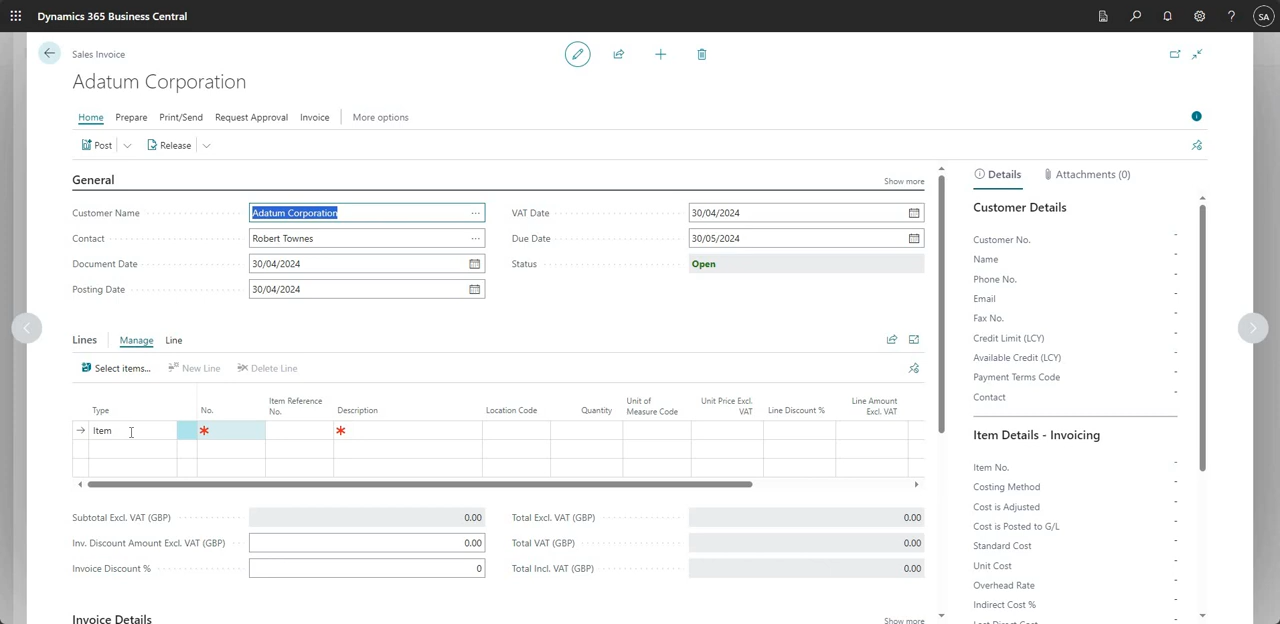 Dynamics 365 Business Central
SA
Sales Invoice
Adatum Corporation
Home Prepare Print/Send Request Approval Invoice More options
Post Release
General Show more
Customer Name Adatum Corporation
Contact Robert Townes
Document Date 30/04/2024
Posting Date 30/04/2024
VAT Date 30/04/2024
Due Date 30/05/2024
Status Open
Lines Manage Line
Select items... New Line Delete Line
Type No. Item Reference No. Description Location Code Quantity Unit of Measure Code Unit Price Excl. VAT Line Discount % Line Amount Excl. VAT
Item * *
Subtotal Excl. VAT (GBP) 0.00
Inv. Discount Amount Excl. VAT (GBP) 0.00
Invoice Discount % 0
Total Excl. VAT (GBP) 0.00
Total VAT (GBP) 0.00
Total Incl. VAT (GBP) 0.00
Invoice Details Show more
Details Attachments (0)
Customer Details
Customer No. -
Name -
Phone No. -
Email -
Fax No. -
Credit Limit (LCY) -
Available Credit (LCY) -
Payment Terms Code -
Contact -
Item Details - Invoicing
Item No. -
Costing Method -
Cost is Adjusted -
Cost is Posted to G/L -
Standard Cost -
Unit Cost -
Overhead Rate -
Indirect Cost % -